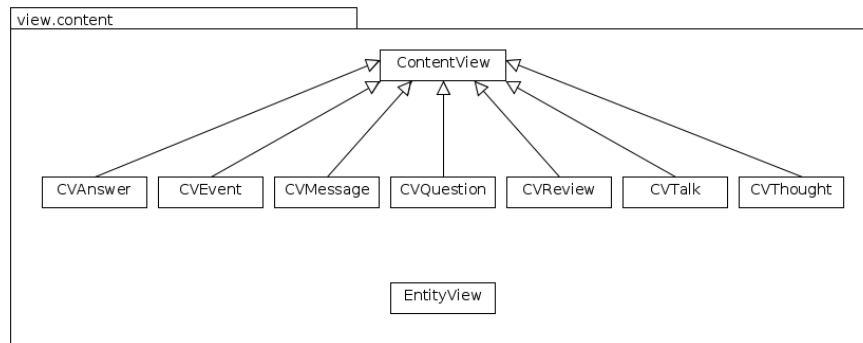 view.content
ContentView
CVAnswer
CVEvent
CVMessage
CVQuestion
CVReview
CVTalk
CVThought
EntityView